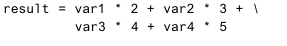 result = var1 * 2 + var2 * 3 + \
var3 * 4 + var4 * 5